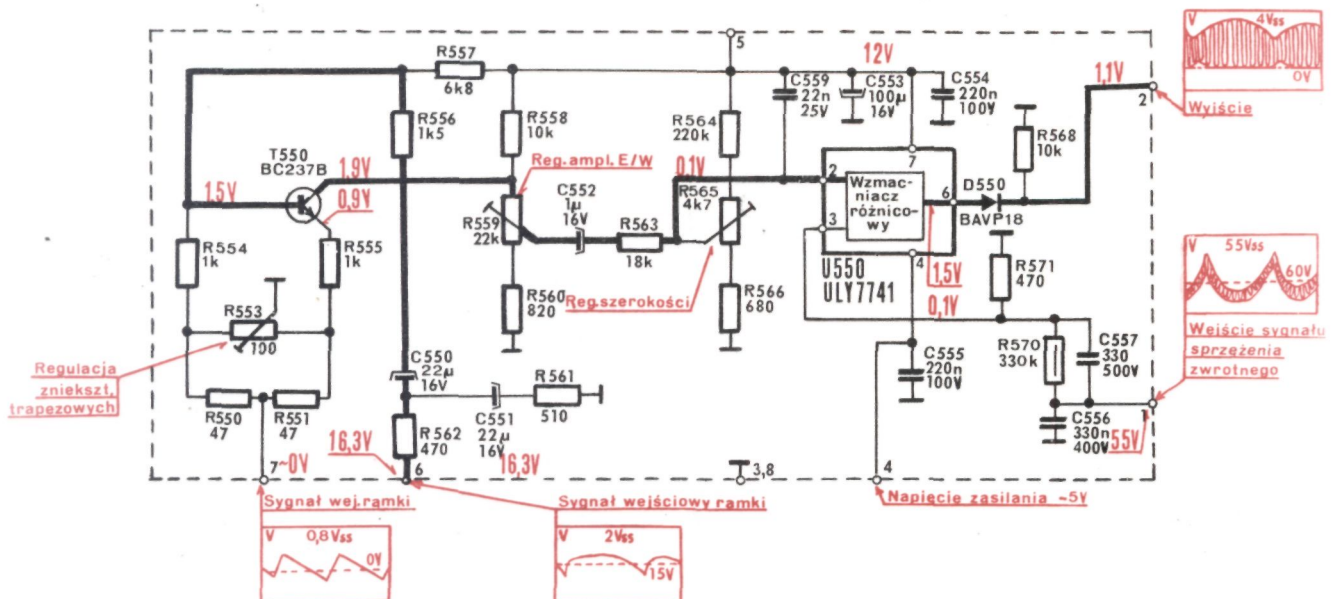 V
4Vss
0V
Wyjście
5
12V
1,1V
2
R557
6k8
C559
22n
25V
C553
100µ
16V
C554
220n
100V
R556
1k5
R558
10k
R564
220k
R568
10k
T550
BC237B
Reg.ampl.E/W
1,9V
1,5V
0,9V
0,1V
C552
1µ
16V
R565
4k7
2
7
Wzmac-
niacz
różnico-
wy
6
3
4
D550
BAVP18
R559
22k
R563
18k
R554
1k
R555
1k
U550
ULY7741
1,5V
R571
470
V
55Vss
60V
R560
820
Reg.szerokości
R566
680
0,1V
R553
100
Regulacja
zniekszt.
trapezowych
C550
22µ
16V
C555
220n
100V
R570
330k
C557
330
500V
Wejście sygnału
sprzężenia
zwrotnego
R550
47
R551
47
C551
22µ
16V
R561
510
R562
470
C556
330n
400V
1
55V
16,3V
7
~0V
6
16,3V
3,8
4
Sygnał wej.ramki
Sygnał wejściowy ramki
Napięcie zasilania -5V
V
0,8Vss
0V
V
2Vss
15V